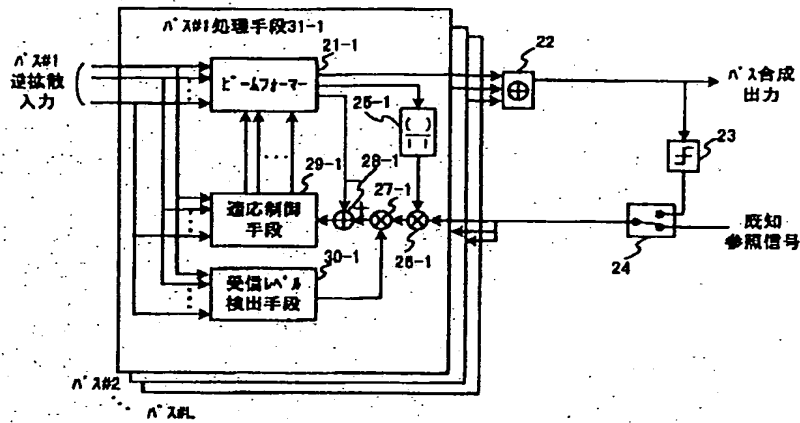 パス#1処理手段31-1
21-1
22
パス#1
逆拡散
入力
ビームフォーマー
パス合成
出力
25-1
( )
| |
23
28-1
29-1
27-1
適応制御
手段
既知
参照信号
30-1
26-1
24
受信レベル
検出手段
パス#2
パス#L